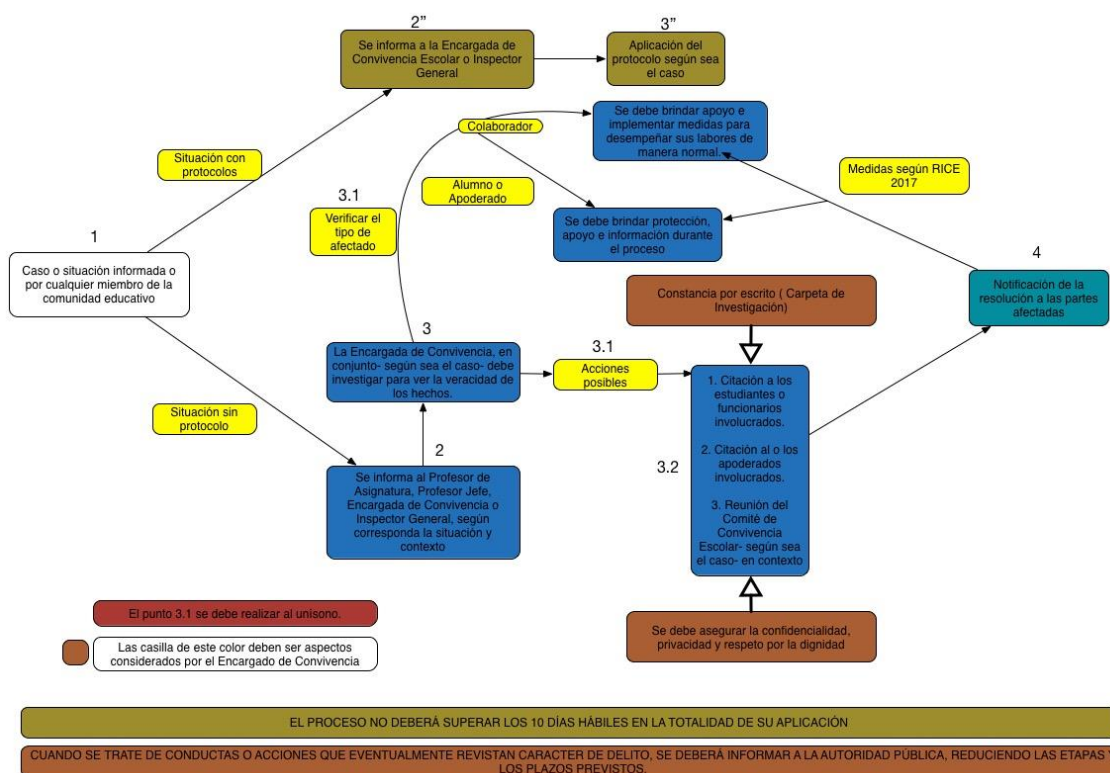 2”
Se informa a la Encargada de
Convivencia Escolar o Inspector
General
3”
Aplicación del
protocolo según sea
el caso
Situación con
protocolos
Colaborador
Se debe brindar apoyo e
implementar medidas para
desempeñar sus labores de
manera normal.
Alumno o
Apoderado
Medidas según RICE
2017
3.1
Verificar el
tipo de
afectado
Se debe brindar protección,
apoyo e información durante
el proceso
1
Caso o situación informada o
por cualquier miembro de la
comunidad educativo
4
Notificación de la
resolución a las partes
afectadas
Constancia por escrito ( Carpeta de
Investigación)
3
La Encargada de Convivencia, en
conjunto- según sea el caso- debe
investigar para ver la veracidad de
los hechos.
3.1
Acciones
posibles
Situación sin
protocolo
2
Se informa al Profesor de
Asignatura, Profesor Jefe,
Encargada de Convivencia o
Inspector General, según
corresponda la situación y
contexto
3.2
1. Citación a los
estudiantes o
funcionarios
involucrados.
2. Citación al o los
apoderados
involucrados.
3. Reunión del
Comité de
Convivencia
Escolar- según sea
el caso- en contexto
Se debe asegurar la confidencialidad,
privacidad y respeto por la dignidad
El punto 3.1 se debe realizar al unísono.
Las casilla de este color deben ser aspectos
considerados por el Encargado de Convivencia
EL PROCESO NO DEBERÁ SUPERAR LOS 10 DÍAS HÁBILES EN LA TOTALIDAD DE SU APLICACIÓN
CUANDO SE TRATE DE CONDUCTAS O ACCIONES QUE EVENTUALMENTE REVISTAN CARACTER DE DELITO, SE DEBERÁ INFORMAR A LA AUTORIDAD PÚBLICA, REDUCIENDO LAS ETAPAS Y
LOS PLAZOS PREVISTOS.